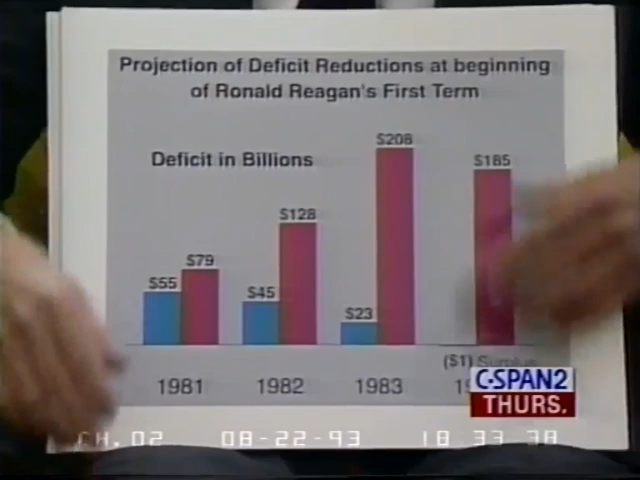 Projection of Deficit Reductions at beginning
of Ronald Reagan's First Term
Deficit in Billions
$208
$185
$128
$79
$55
$45
$23
($1) Surplus
1981 1982 1983
C-SPAN2
THURS.
CH.02 08-22-93 18 33 38